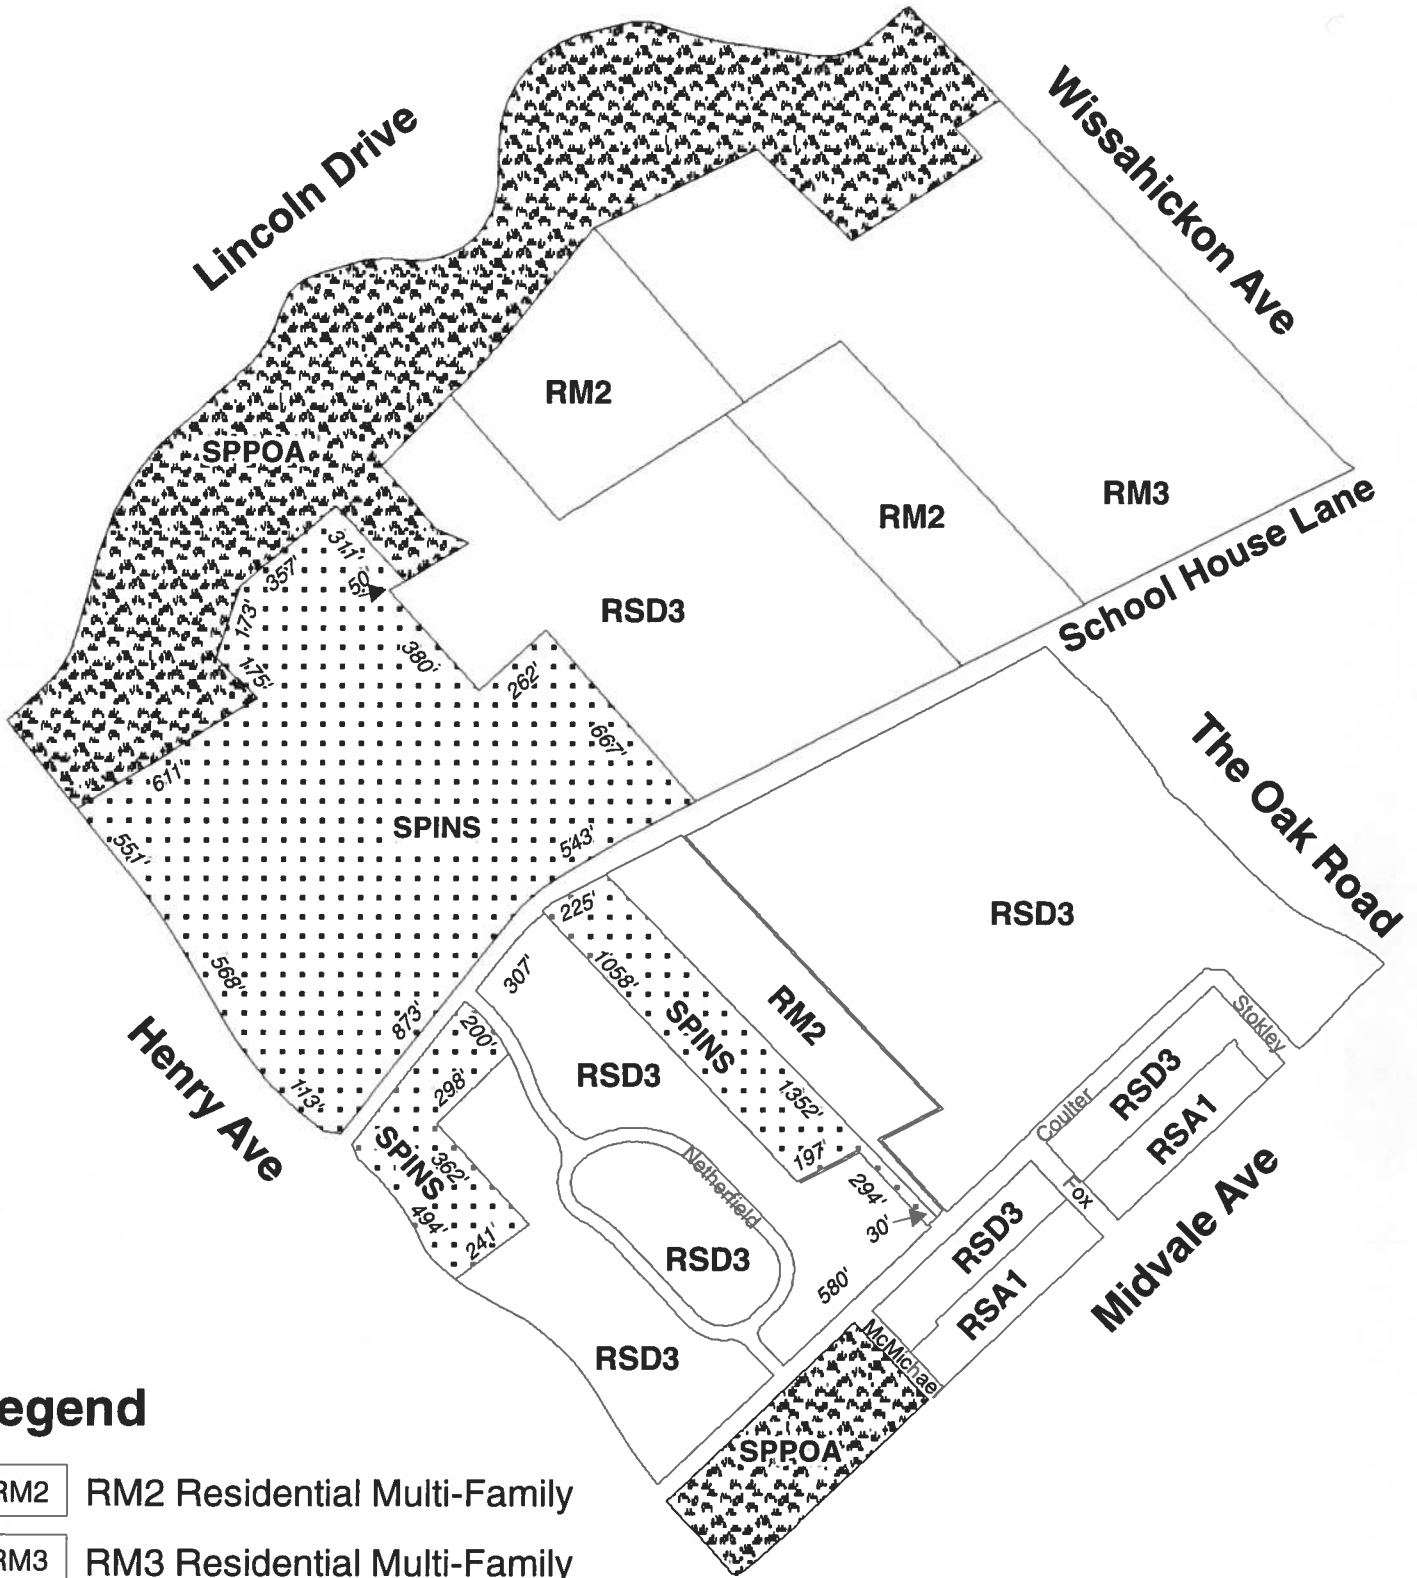 Lincoln Drive
Wissahickon Ave
RM2
SPPOA
RM2
RM3
School House Lane
311'
357'
50'
173'
RSD3
380'
175'
262'
667'
611'
The Oak Road
SPINS
543'
551'
225'
RSD3
568'
307'
1058'
873'
200'
SPINS
RM2
Stokley
Henry Ave
298'
RSD3
RSD3
113'
1352'
Coulter
RSA1
SPINS
362'
197'
Netherfield
294'
Fox
494'
241'
30'
RSD3
Midvale Ave
RSD3
580'
RSA1
RSD3
McMichae
SPPOA
egend
RM2 RM2 Residential Multi-Family
RM3 RM3 Residential Multi-Family